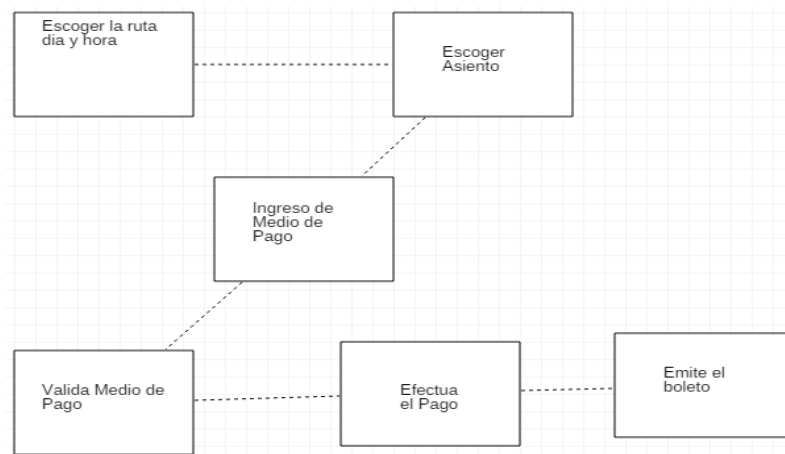 Escoger la ruta
dia y hora
Escoger
Asiento
Ingreso de
Medio de
Pago
Valida Medio de
Pago
Efectua
el Pago
Emite el
boleto